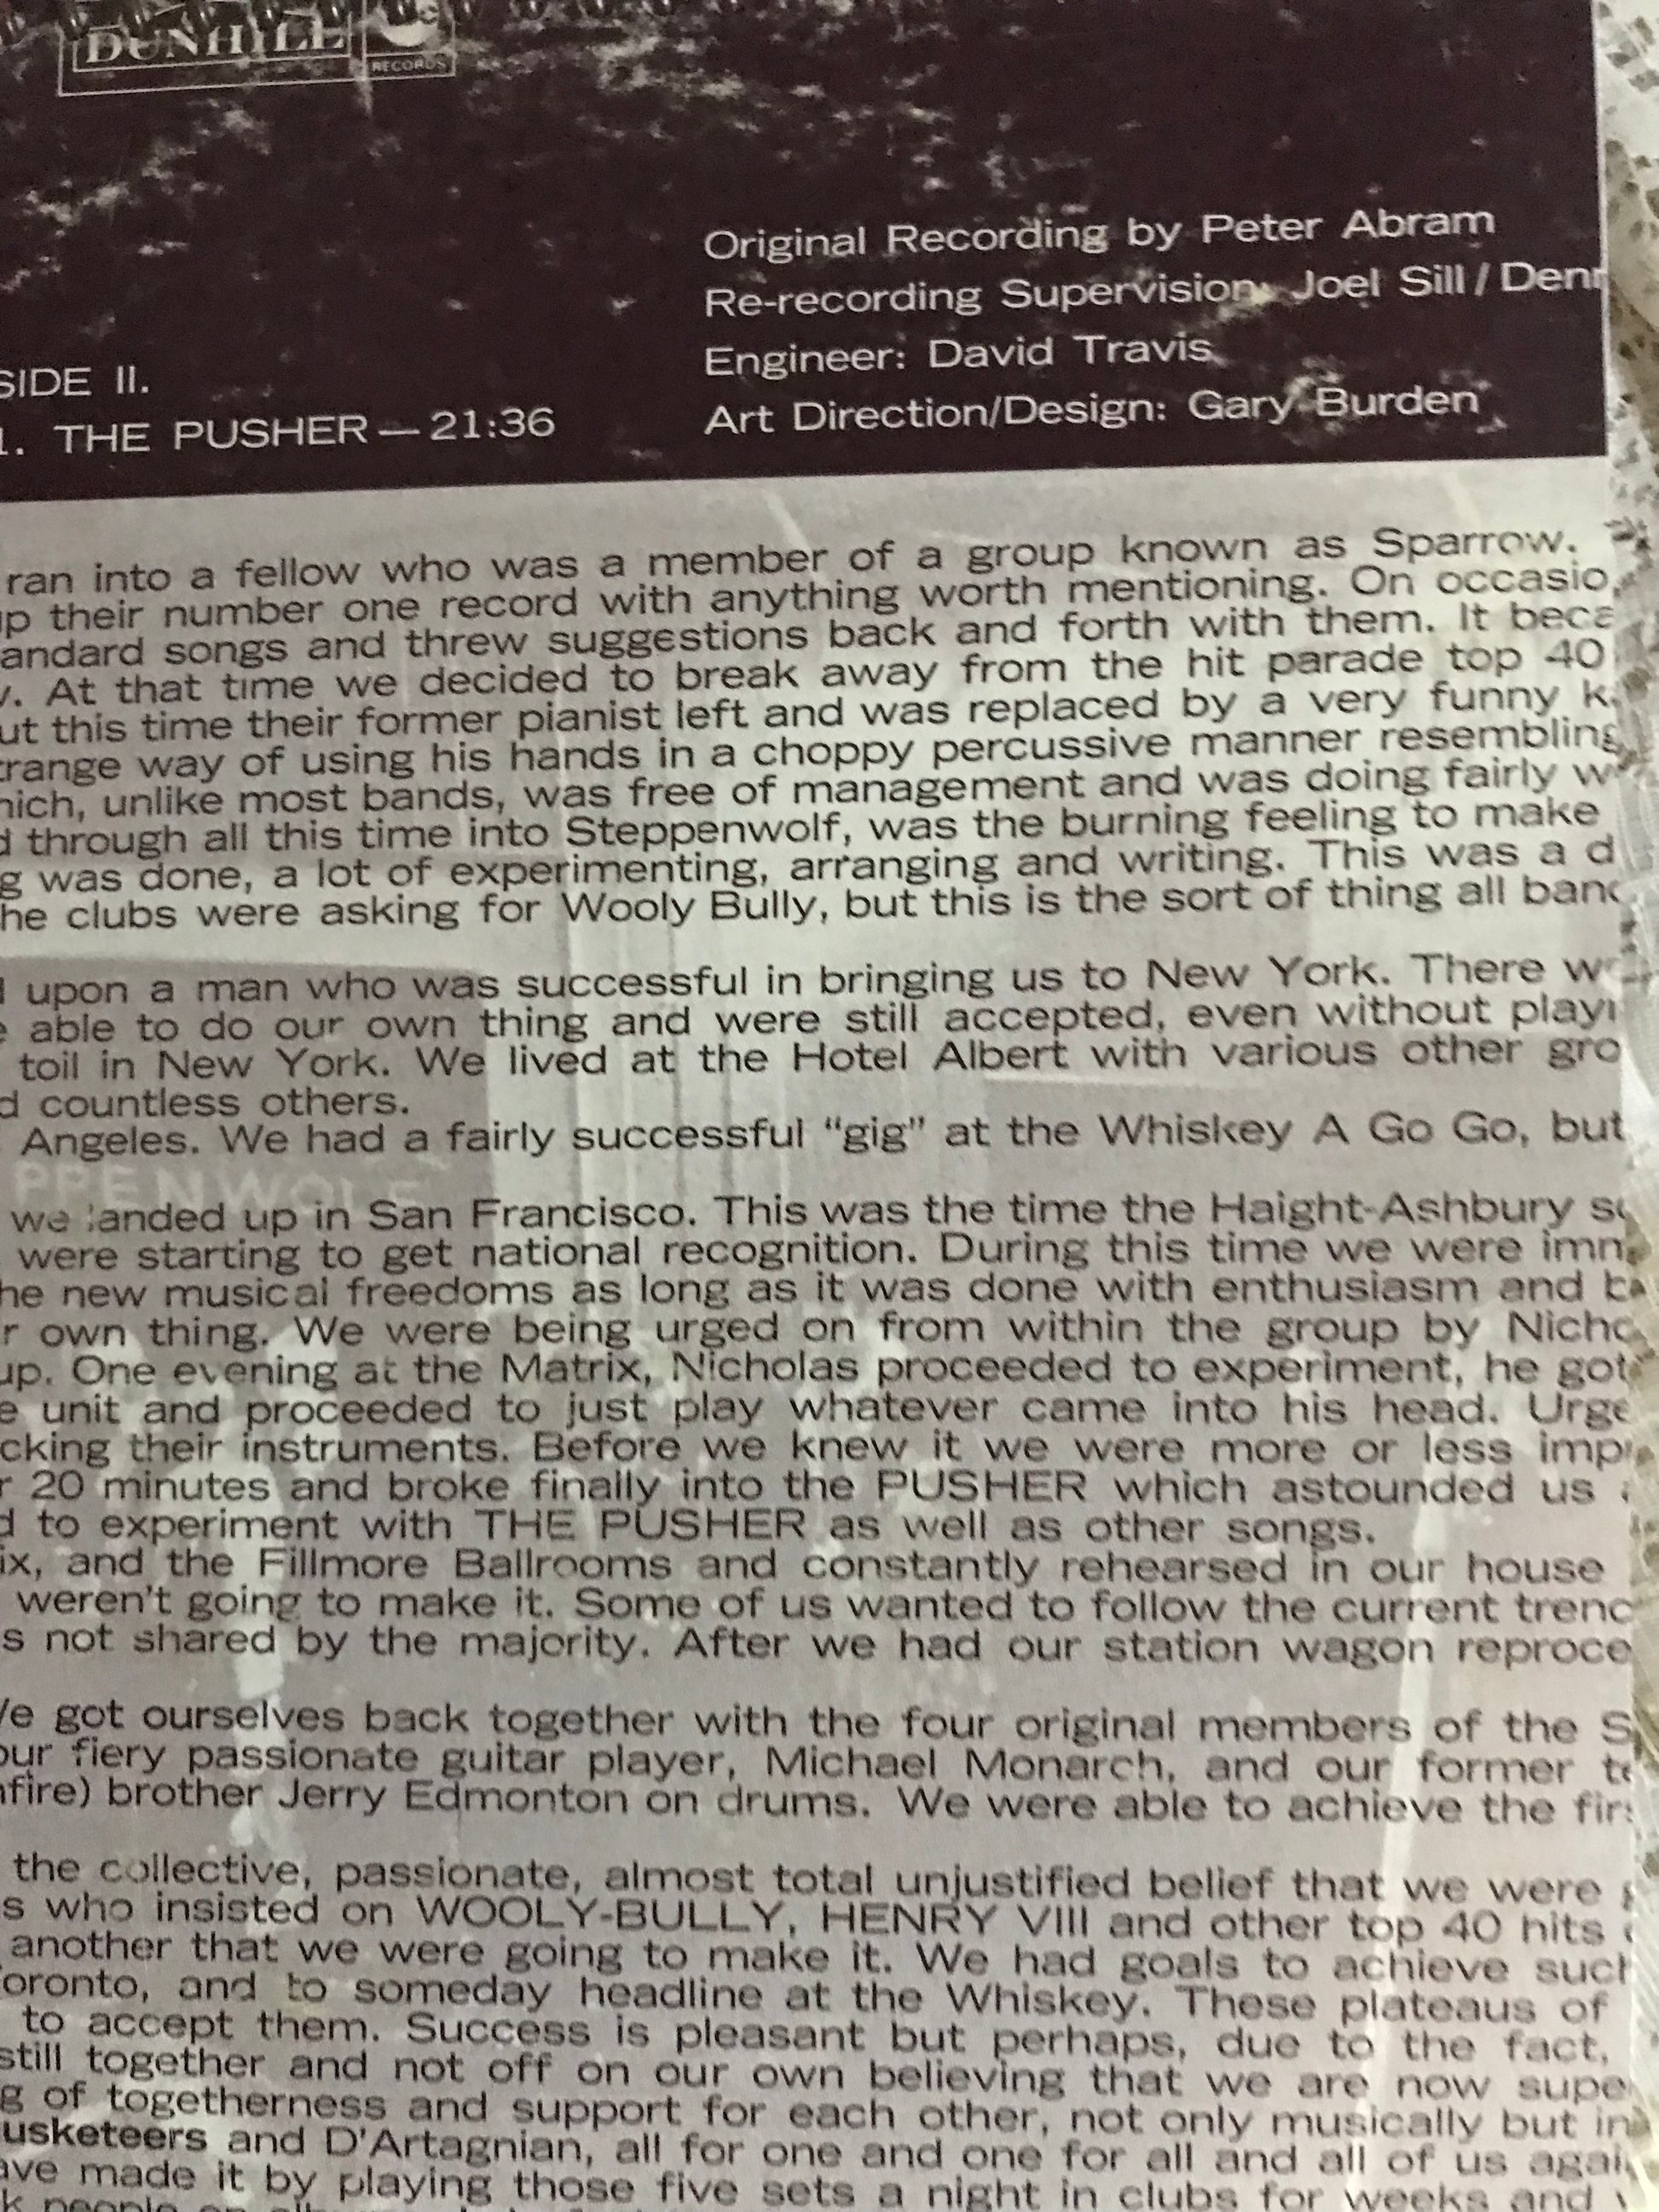 DUNHILL
RECORDS
Original Recording by Peter Abram
Re-recording Supervision: Joel Sill / Denn
Engineer: David Travis
Art Direction/Design: Gary Burden
SIDE II.
1. THE PUSHER — 21:36
ran into a fellow who was a member of a group known as Sparrow.
up their number one record with anything worth mentioning. On occasio
andard songs and threw suggestions back and forth with them. It beca
y. At that time we decided to break away from the hit parade top 40
ut this time their former pianist left and was replaced by a very funny k
range way of using his hands in a choppy percussive manner resembling
hich, unlike most bands, was free of management and was doing fairly w
d through all this time into Steppenwolf, was the burning feeling to make
g was done, a lot of experimenting, arranging and writing. This was a d
he clubs were asking for Wooly Bully, but this is the sort of thing all band
upon a man who was successful in bringing us to New York. There w
e able to do our own thing and were still accepted, even without playi
toil in New York. We lived at the Hotel Albert with various other gro
d countless others.
Angeles. We had a fairly successful "gig" at the Whiskey A Go Go, but
PPENWOLF
we landed up in San Francisco. This was the time the Haight-Ashbury sc
were starting to get national recognition. During this time we were imm
he new musical freedoms as long as it was done with enthusiasm and b
r own thing. We were being urged on from within the group by Nicho
up. One evening at the Matrix, Nicholas proceeded to experiment, he got
e unit and proceeded to just play whatever came into his head. Urge
cking their instruments. Before we knew it we were more or less imp
r 20 minutes and broke finally into the PUSHER which astounded us
d to experiment with THE PUSHER as well as other songs.
ix, and the Fillmore Ballrooms and constantly rehearsed in our house
weren't going to make it. Some of us wanted to follow the current trend
s not shared by the majority. After we had our station wagon reproce
We got ourselves back together with the four original members of the S
our fiery passionate guitar player, Michael Monarch, and our former te
nfire) brother Jerry Edmonton on drums. We were able to achieve the firs
the collective, passionate, almost total unjustified belief that we were
s who insisted on WOOLY-BULLY, HENRY VIII and other top 40 hits
another that we were going to make it. We had goals to achieve such
oronto, and to someday headline at the Whiskey. These plateaus of
to accept them. Success is pleasant but perhaps, due to the fact,
still together and not off on our own believing that we are now supe
g of togetherness and support for each other, not only musically but in
usketeers and D'Artagnian, all for one and one for all and all of us agai
ave made it by playing those five sets a night in clubs for weeks and